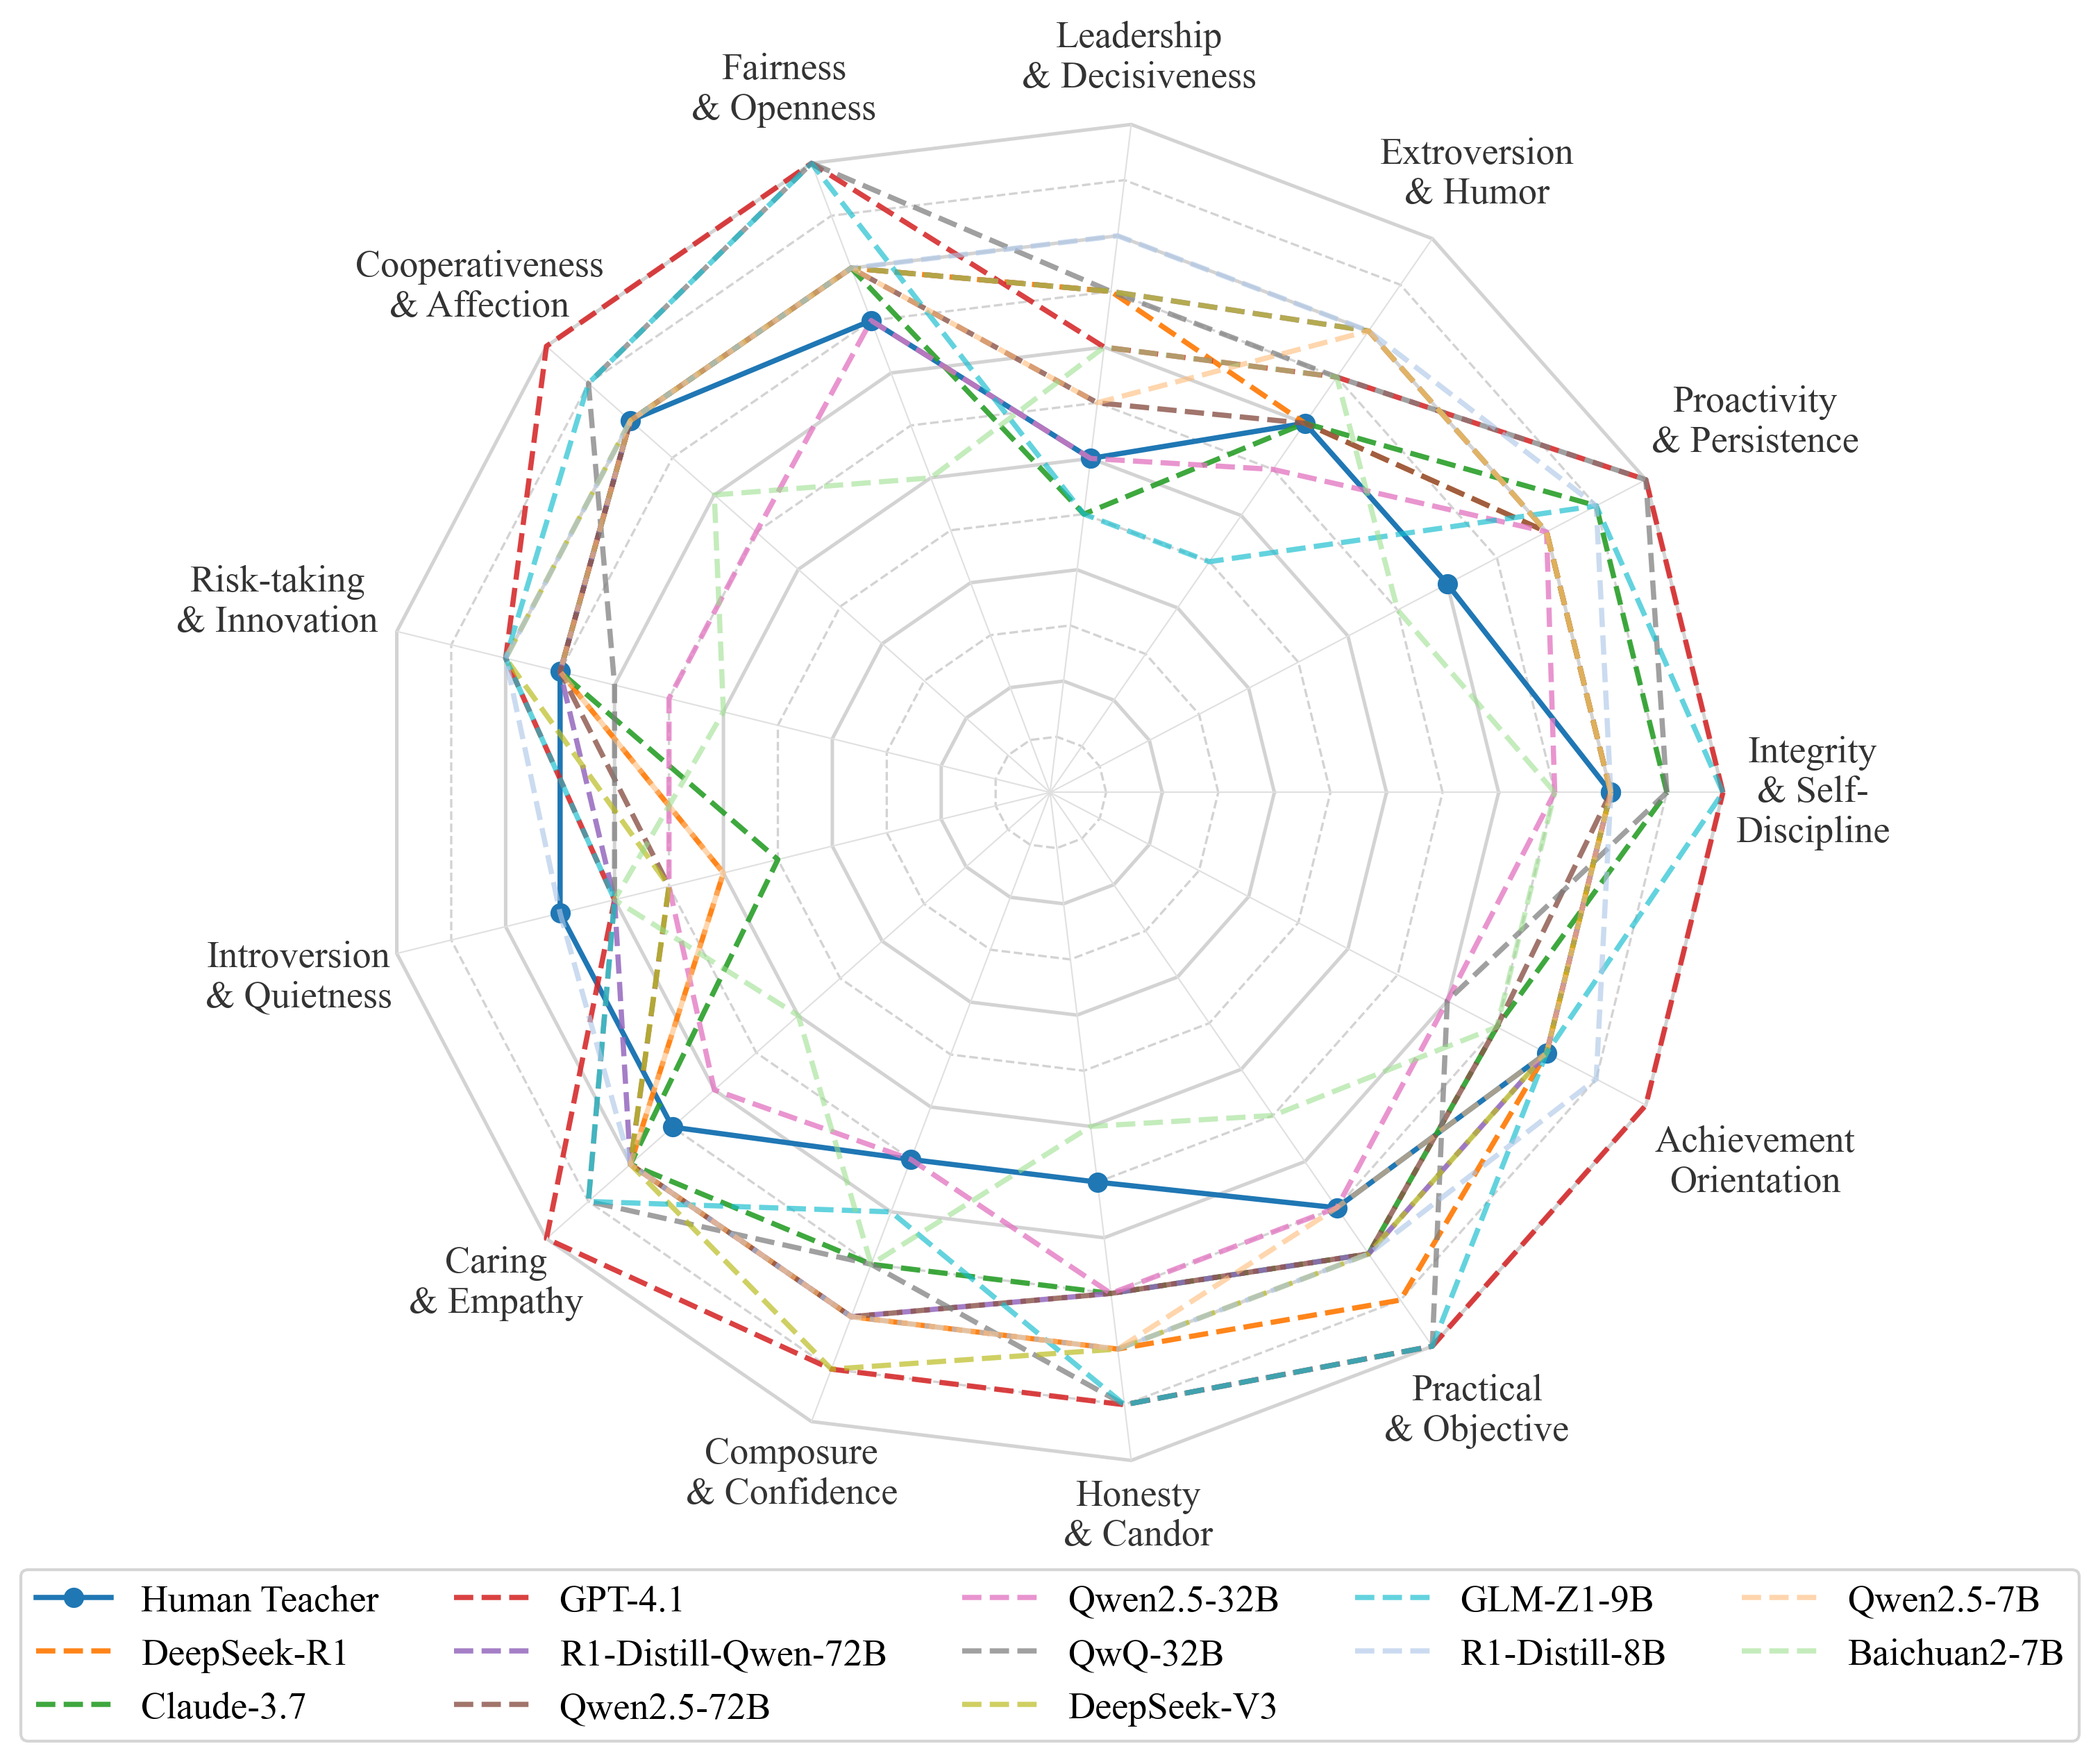 Leadership
& Decisiveness
Fairness
& Openness
Extroversion
& Humor
Cooperativeness
& Affection
Proactivity
& Persistence
Risk-taking
& Innovation
Integrity
& Self-
Discipline
Introversion
& Quietness
Achievement
Orientation
Caring
& Empathy
Practical
& Objective
Composure
& Confidence
Honesty
& Candor
Human Teacher
DeepSeek-R1
Claude-3.7
GPT-4.1
R1-Distill-Qwen-72B
Qwen2.5-72B
Qwen2.5-32B
QwQ-32B
DeepSeek-V3
GLM-Z1-9B
R1-Distill-8B
Qwen2.5-7B
Baichuan2-7B